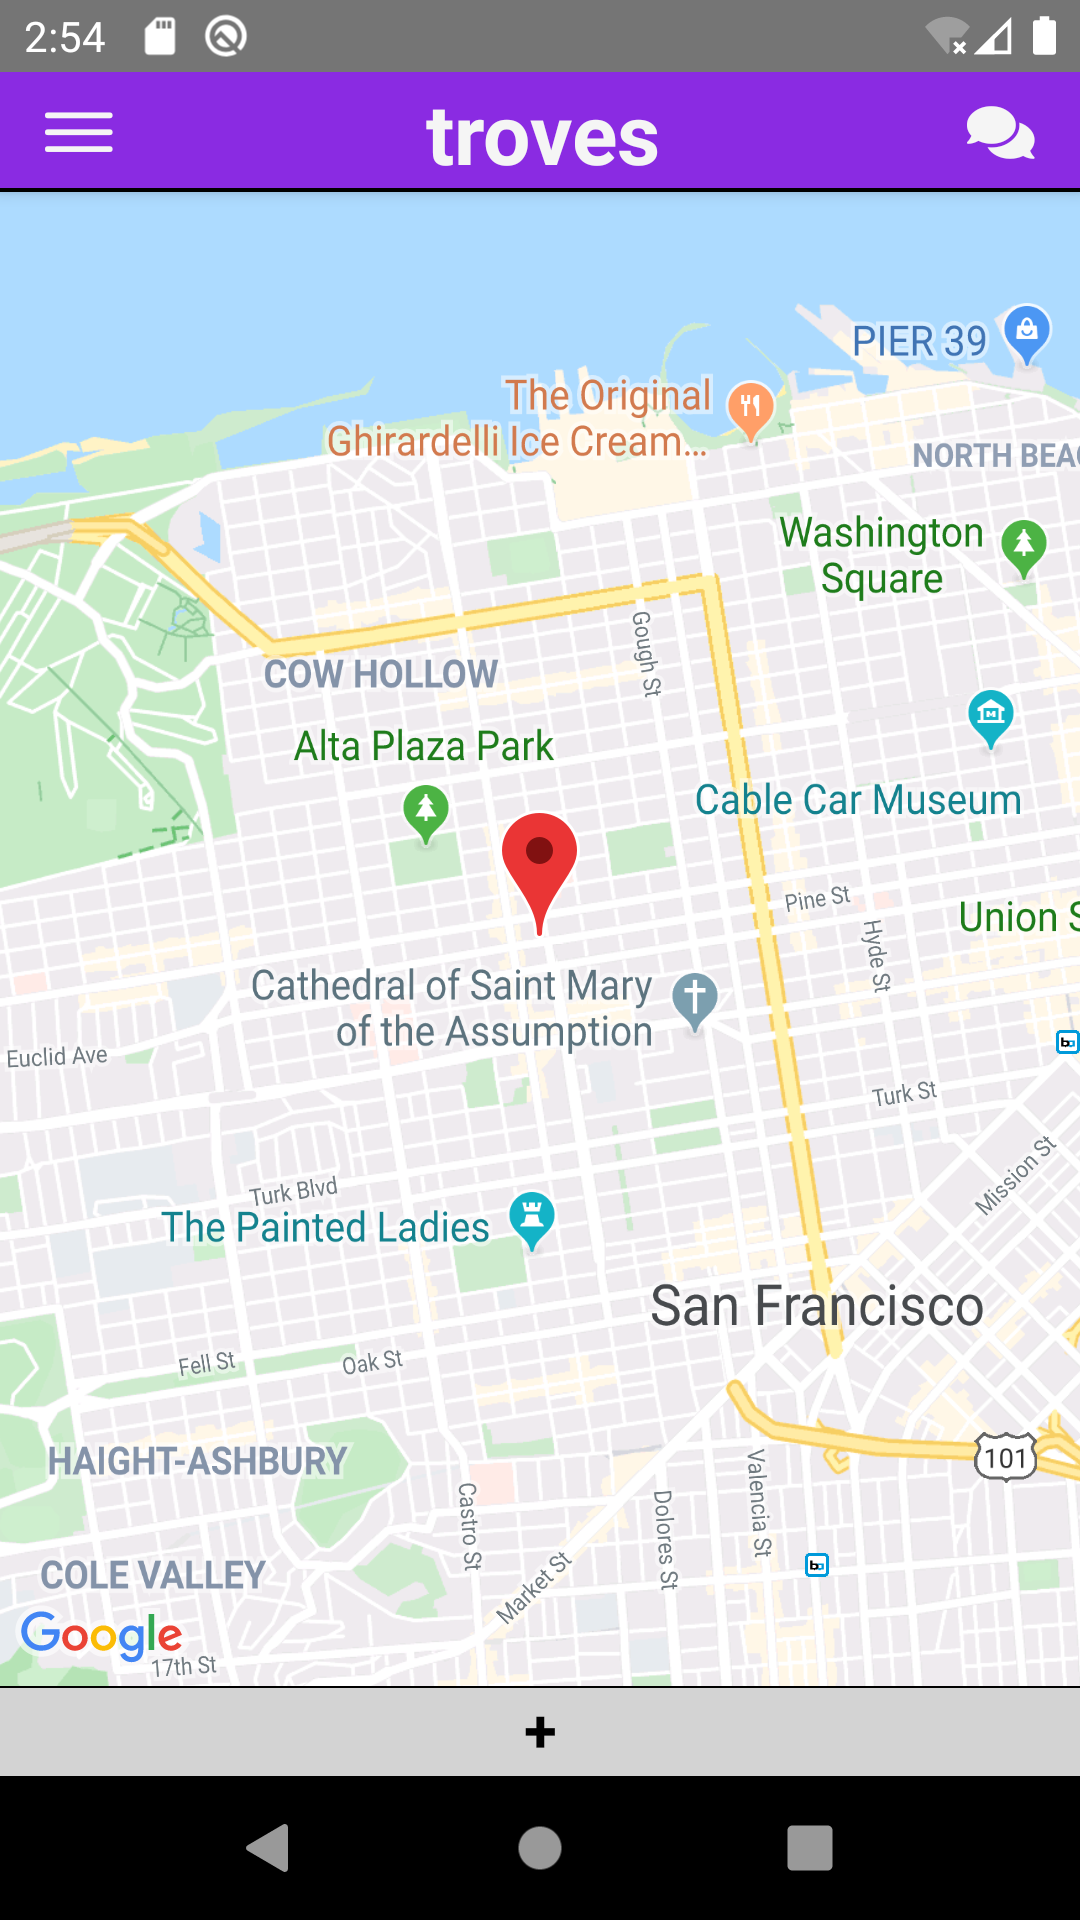 2:54
troves
PIER 39
The Original
Ghirardelli Ice Cream...
NORTH BEA
Washington
Square
Gough St
COW HOLLOW
Alta Plaza Park
Cable Car Museum
Pine St
Union S
Hyde St
Cathedral of Saint Mary
of the Assumption
Euclid Ave
Turk St
Mission St
Turk Blvd
The Painted Ladies
San Francisco
Fell St
Oak St
HAIGHT-ASHBURY
101
Castro St
Dolores St
Valencia St
COLE VALLEY
Market St
Google
17th St
+